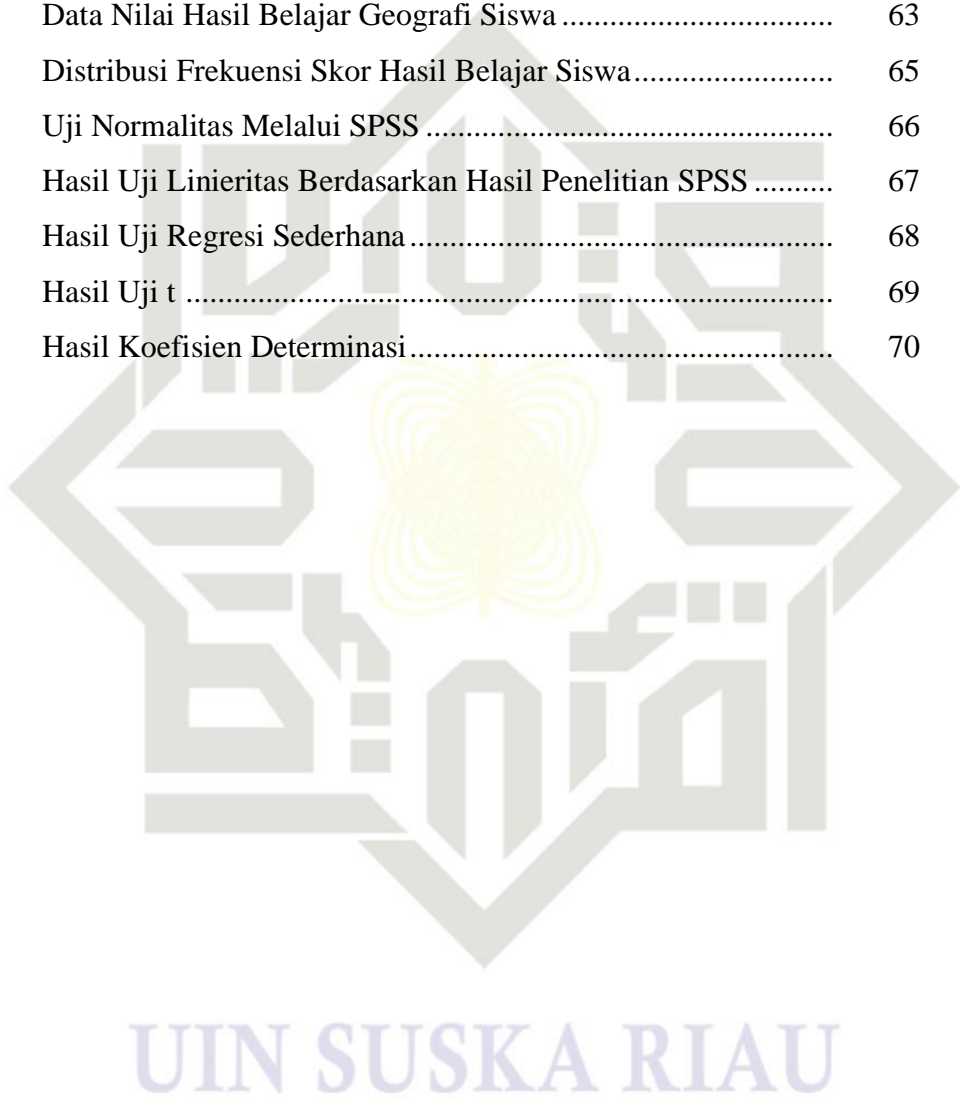 Data Nilai Hasil Belajar Geografi Siswa ................................. 63
Distribusi Frekuensi Skor Hasil Belajar Siswa........................ 65
Uji Normalitas Melalui SPSS ................................................. 66
Hasil Uji Linieritas Berdasarkan Hasil Penelitian SPSS .......... 67
Hasil Uji Regresi Sederhana................................................... 68
Hasil Uji t .............................................................................. 69
Hasil Koefisien Determinasi................................................... 70
UIN SUSKA RIAU